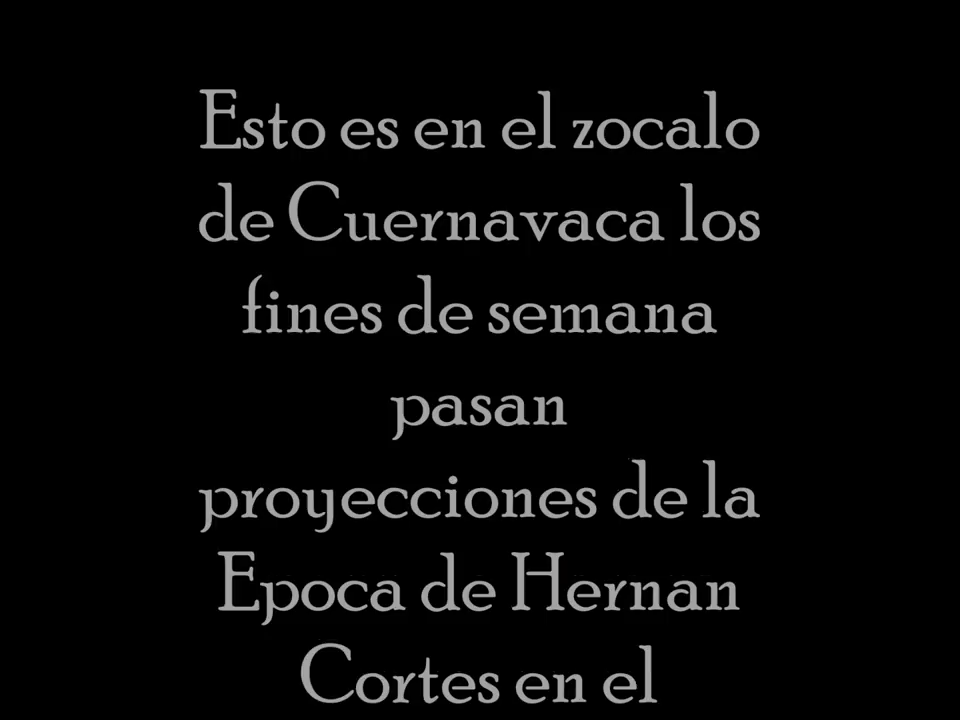 Esto es en el zocalo
de Cuernavaca los
fines de semana
pasan
proyecciones de la
Epoca de Hernan
Cortes en el